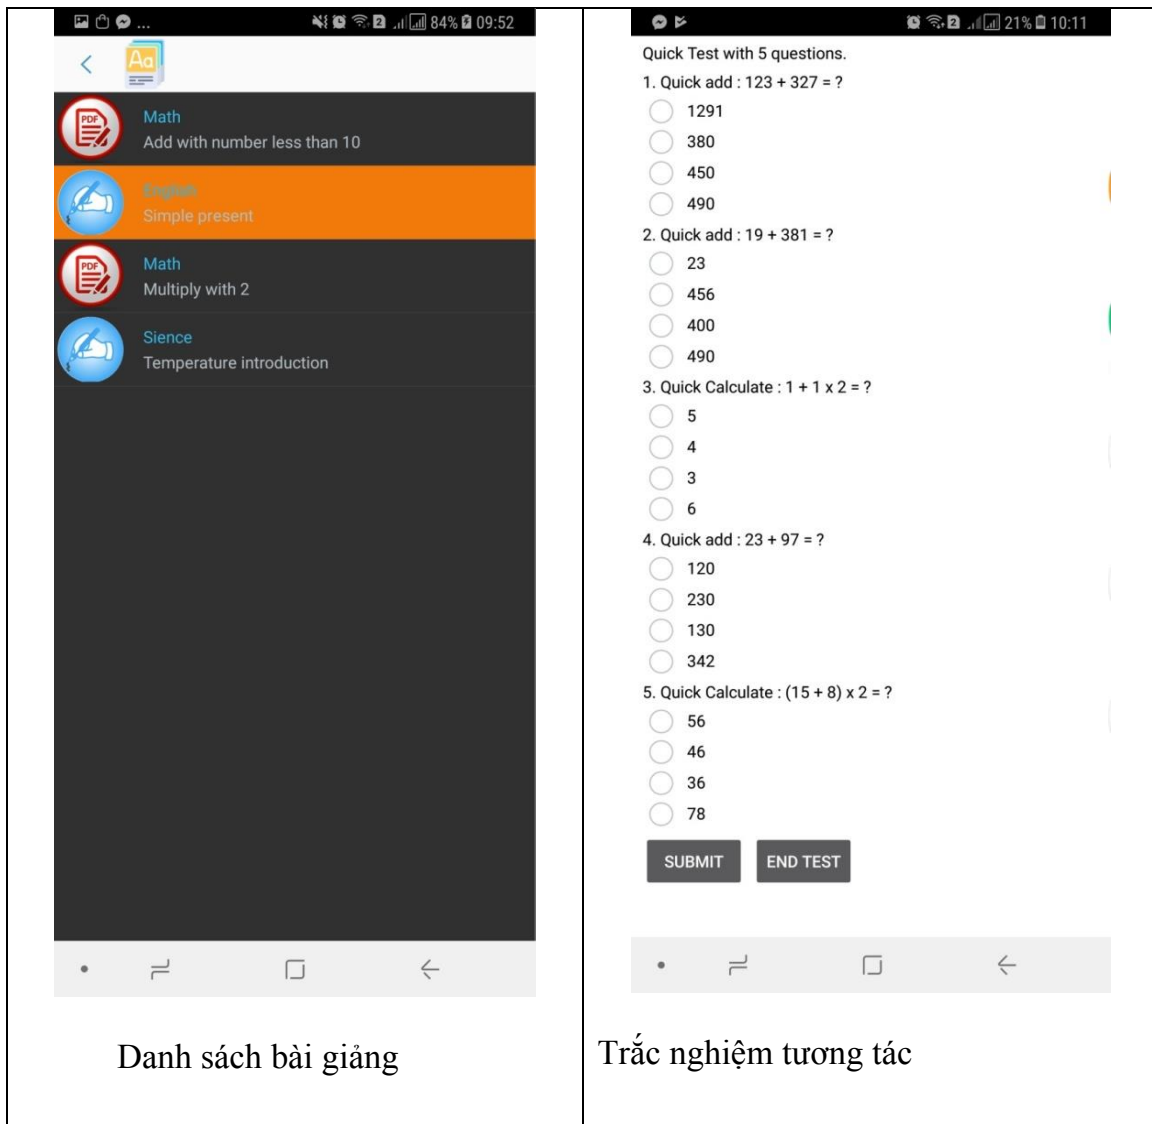 ... 84% 09:52
Aa
PDF
Math
Add with number less than 10
English
Simple present
PDF
Math
Multiply with 2
Sience
Temperature introduction
Danh sách bài giảng
2 21% 10:11
Quick Test with 5 questions.
1. Quick add : 123 + 327 = ?
1291
380
450
490
2. Quick add : 19 + 381 = ?
23
456
400
490
3. Quick Calculate : 1 + 1 x 2 = ?
5
4
3
6
4. Quick add : 23 + 97 = ?
120
230
130
342
5. Quick Calculate : (15 + 8) x 2 = ?
56
46
36
78
SUBMIT END TEST
Trắc nghiệm tương tác